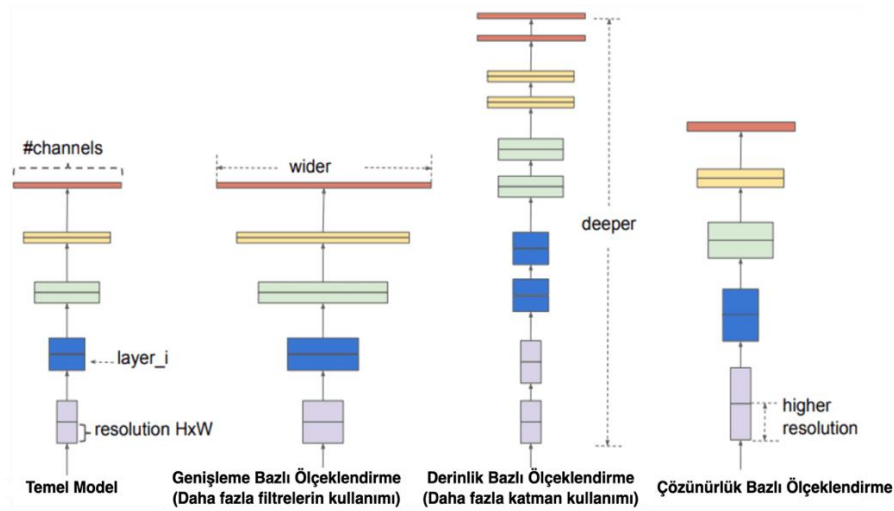 #channels
wider
deeper
layer_i
resolution HxW
higher
resolution
Temel Model
Genişleme Bazlı Ölçeklendirme
(Daha fazla filtrelerin kullanımı)
Derinlik Bazlı Ölçeklendirme
(Daha fazla katman kullanımı)
Çözünürlük Bazlı Ölçeklendirme